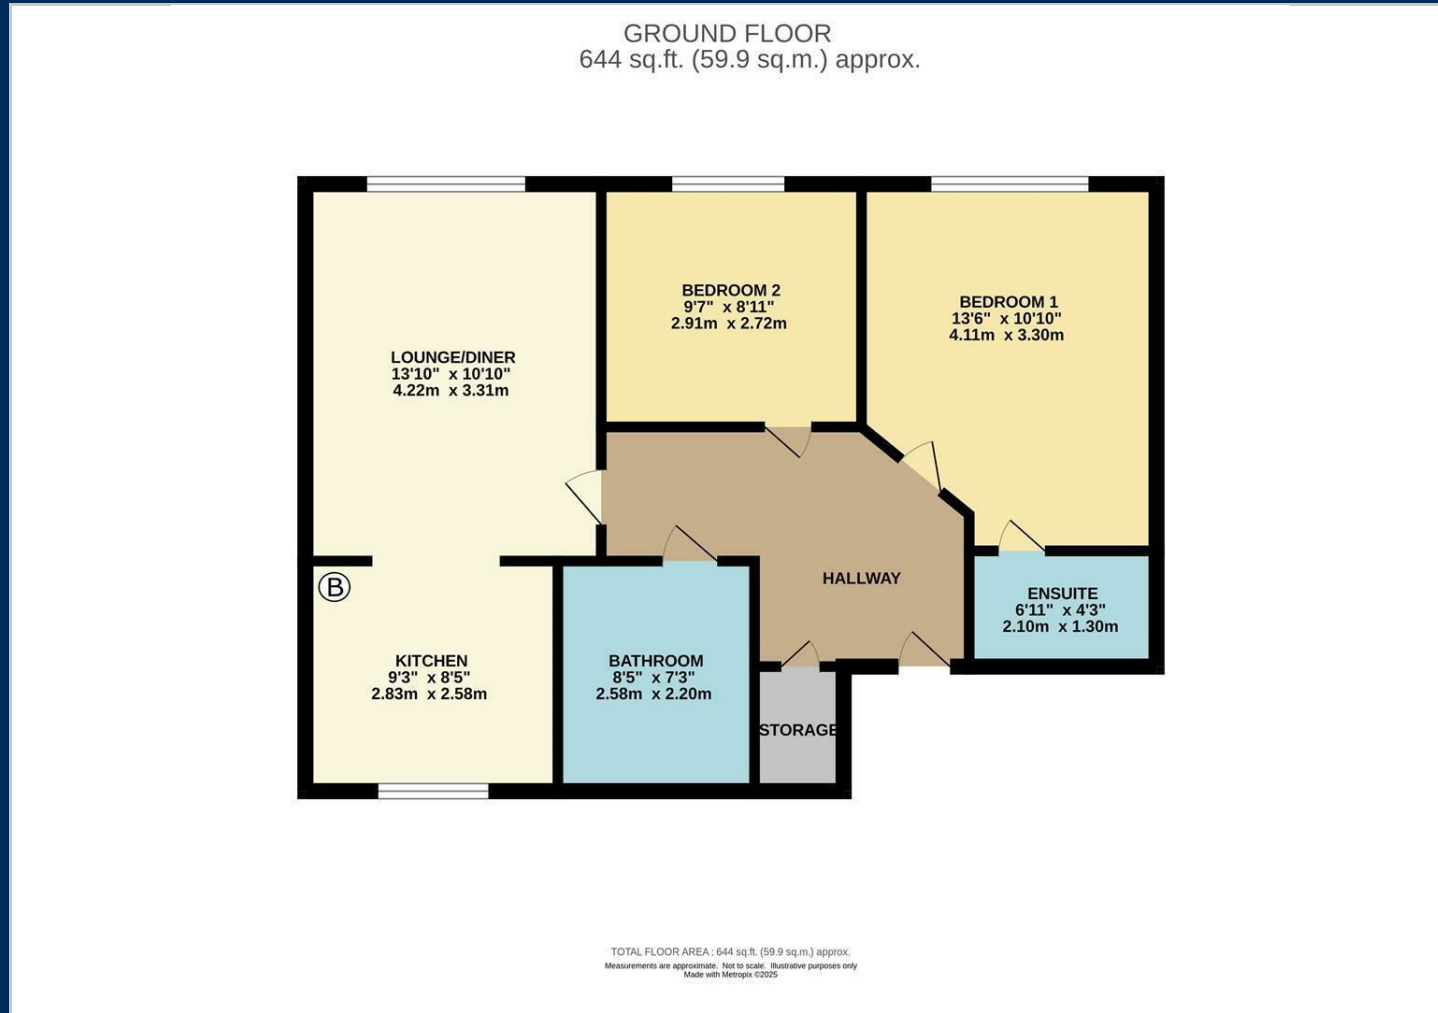 GROUND FLOOR
644 sq.ft. (59.9 sq.m.) approx.
BEDROOM 2
9'7" x 8'11"
2.91m x 2.72m
BEDROOM 1
13'6" x 10'10"
4.11m x 3.30m
LOUNGE/DINER
13'10" x 10'10"
4.22m x 3.31m
HALLWAY
B
ENSUITE
6'11" x 4'3"
2.10m x 1.30m
KITCHEN
9'3" x 8'5"
2.83m x 2.58m
BATHROOM
8'5" x 7'3"
2.58m x 2.20m
STORAGE
TOTAL FLOOR AREA : 644 sq.ft. (59.9 sq.m.) approx.
Measurements are approximate. Not to scale. Illustrative purposes only
Made with Metropix ©2025